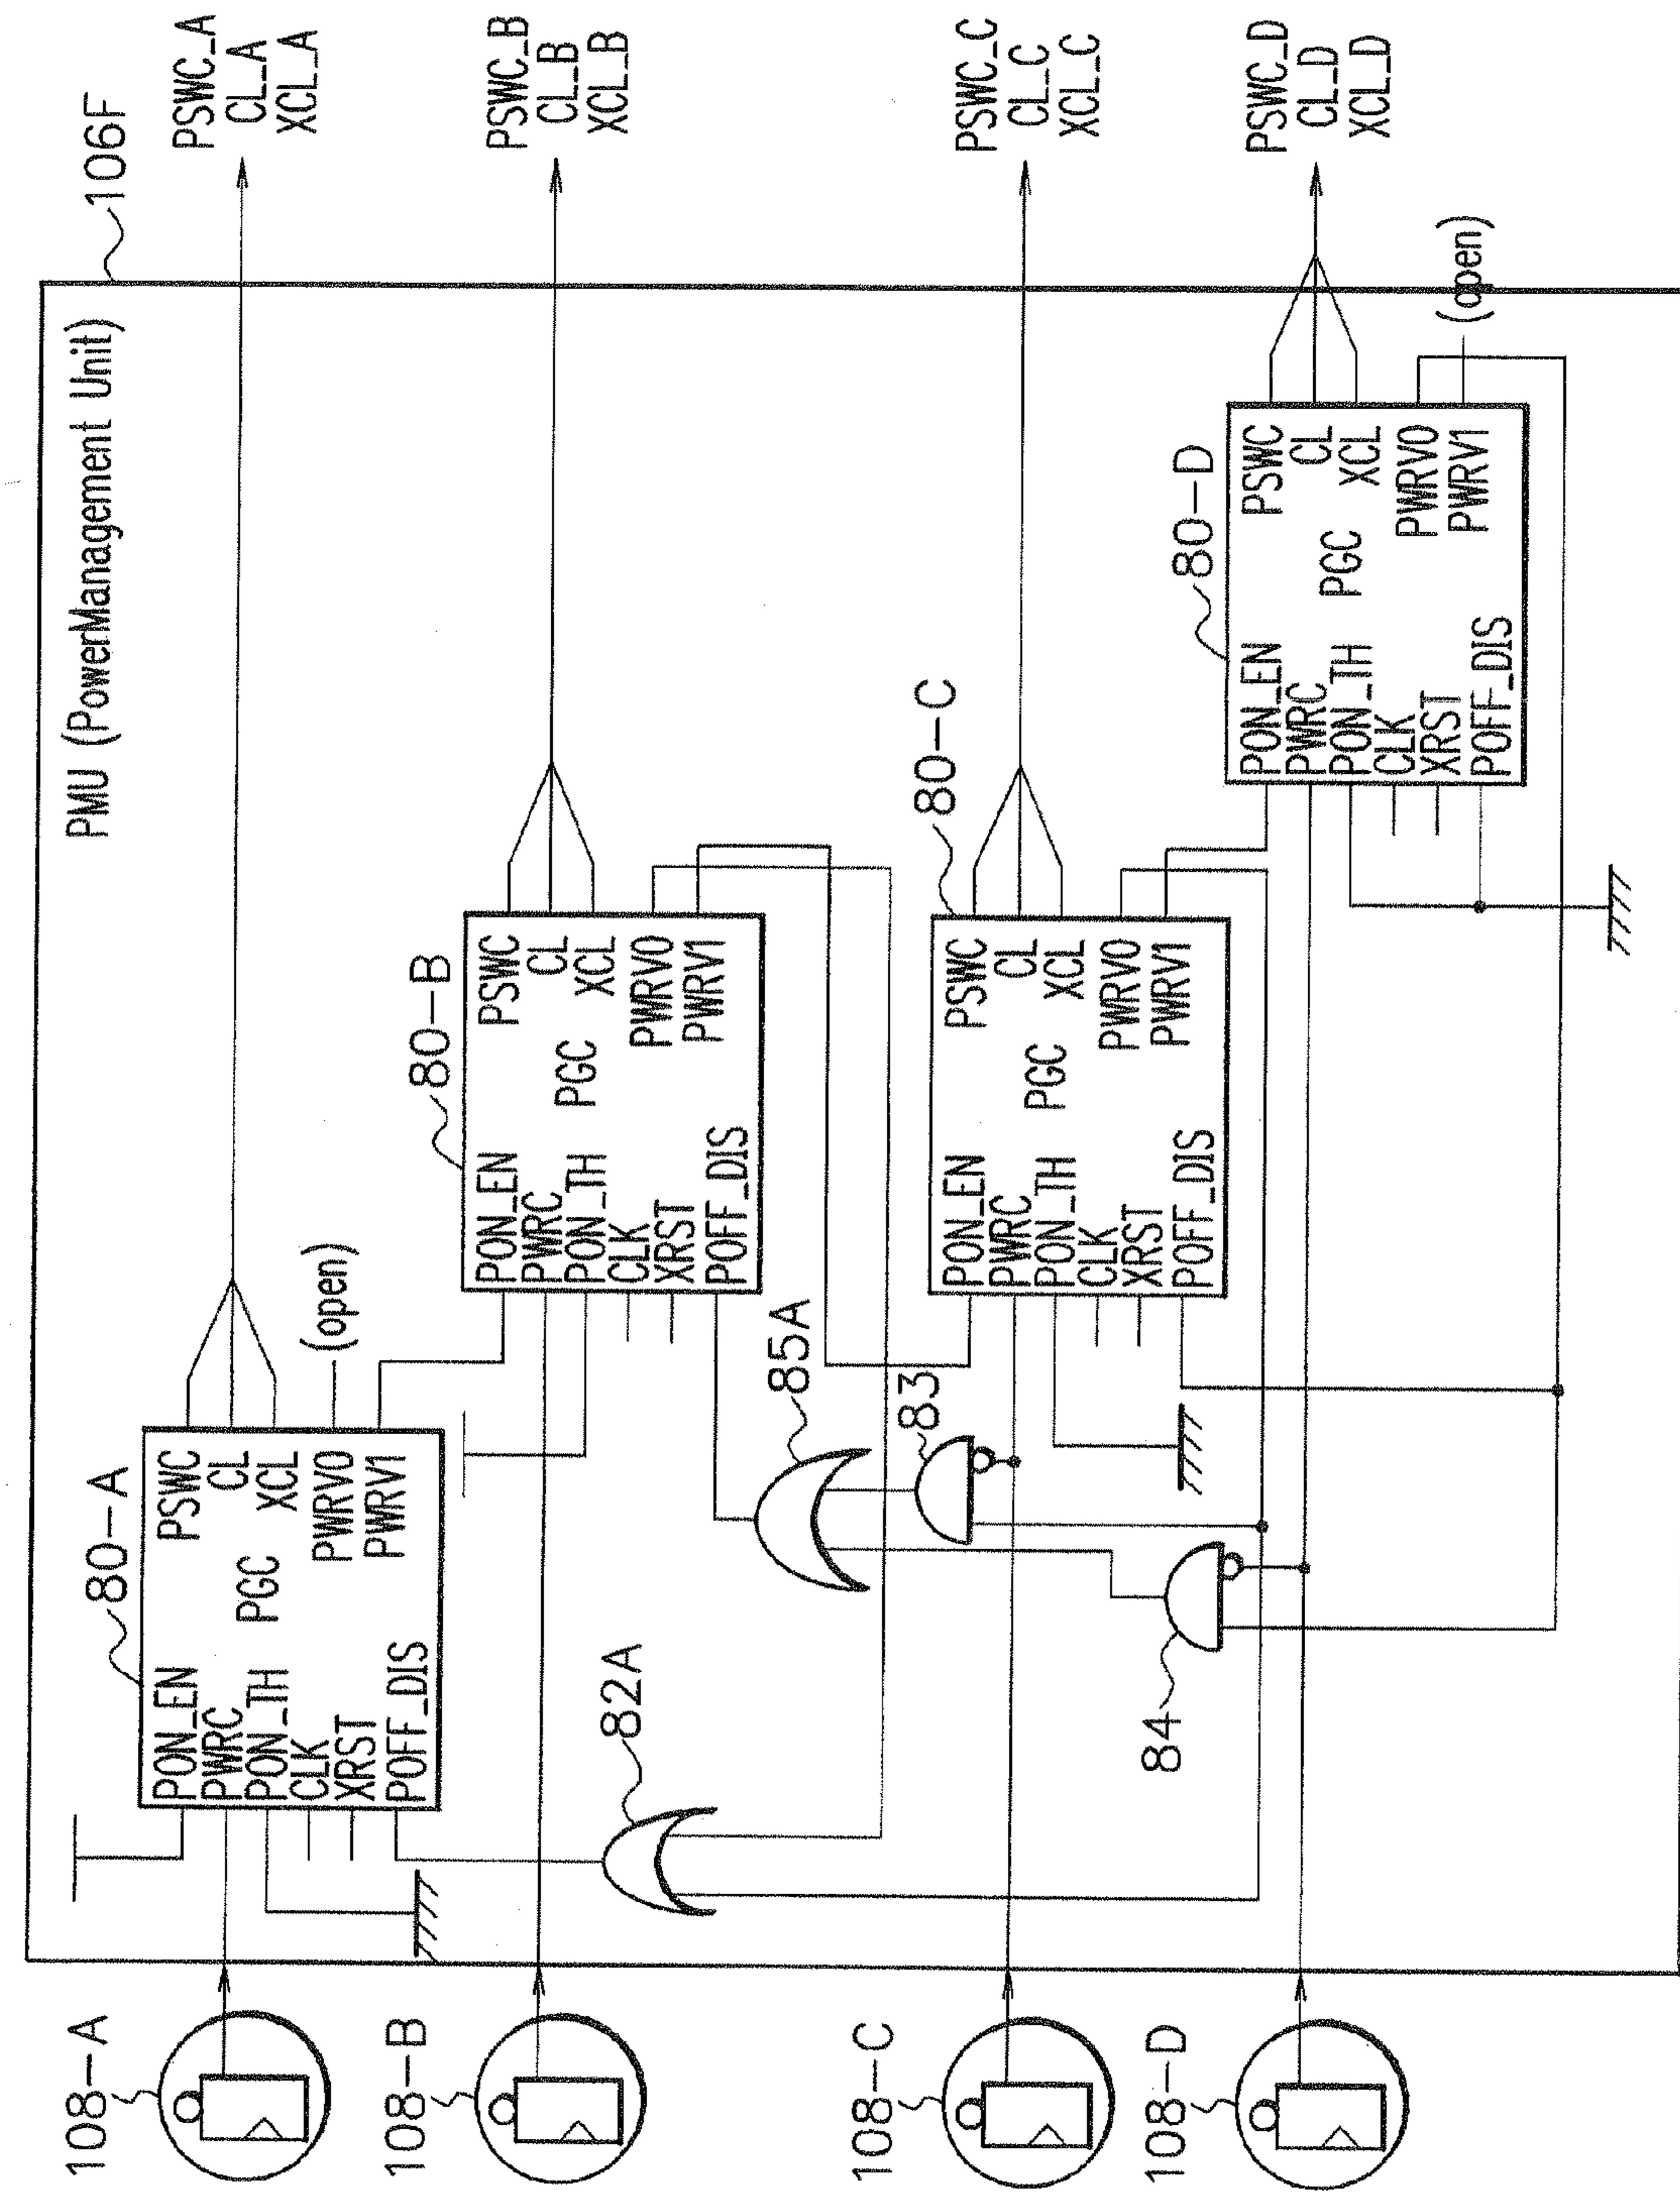 106F
PMU (PowerManagement Unit)
108-A
80-A
PON_EN
PWRC
PON_TH
CLK
XRST
POFF_DIS
PGC
PSWC
CL
XCL
PWRV0
PWRV1
(open)
PSWC_A
CL_A
XCL_A
82A
108-B
80-B
PON_EN
PWRC
PON_TH
CLK
XRST
POFF_DIS
PGC
PSWC
CL
XCL
PWRV0
PWRV1
PSWC_B
CL_B
XCL_B
85A
83
108-C
80-C
PON_EN
PWRC
PON_TH
CLK
XRST
POFF_DIS
PGC
PSWC
CL
XCL
PWRV0
PWRV1
PSWC_C
CL_C
XCL_C
84
108-D
80-D
PON_EN
PWRC
PON_TH
CLK
XRST
POFF_DIS
PGC
PSWC
CL
XCL
PWRV0
PWRV1
(open)
PSWC_D
CL_D
XCL_D